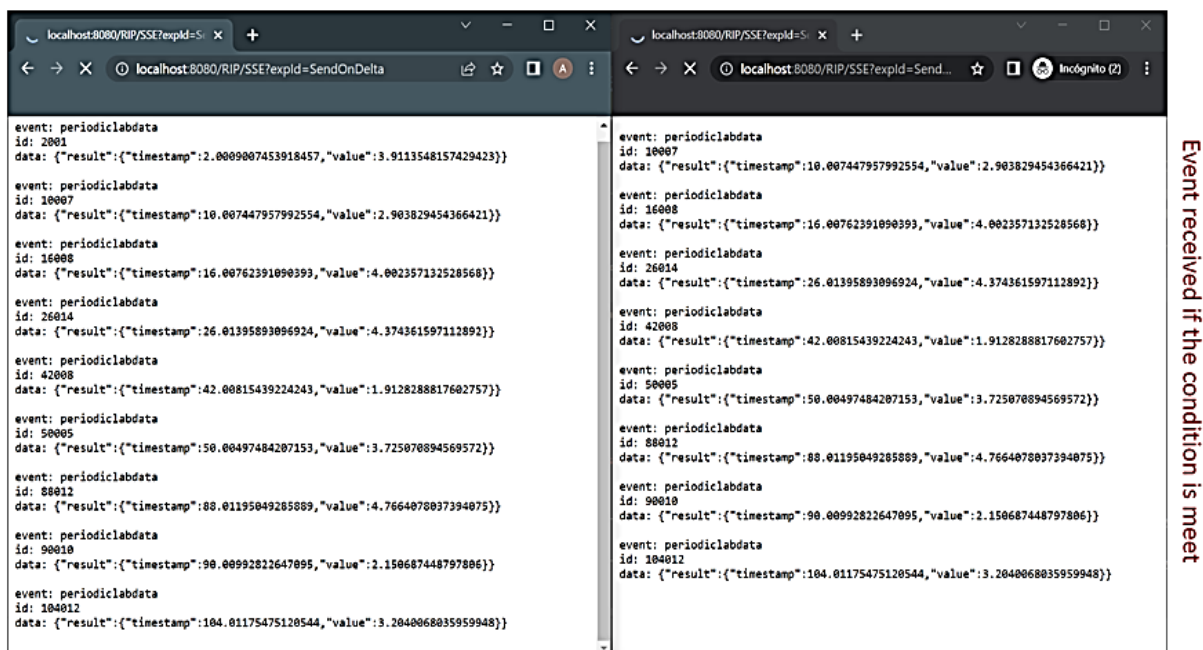 localhost:8080/RIP/SSE?expId=S
localhost:8080/RIP/SSE?expId=SendOnDelta
A
event: periodiclabdata
id: 2001
data: {"result":{"timestamp":2.0009007453918457,"value":3.9113548157429423}}
event: periodiclabdata
id: 10007
data: {"result":{"timestamp":10.007447957992554,"value":2.903829454366421}}
event: periodiclabdata
id: 16008
data: {"result":{"timestamp":16.00762391090393,"value":4.002357132528568}}
event: periodiclabdata
id: 26014
data: {"result":{"timestamp":26.01395893096924,"value":4.374361597112892}}
event: periodiclabdata
id: 42008
data: {"result":{"timestamp":42.00815439224243,"value":1.9128288817602757}}
event: periodiclabdata
id: 50005
data: {"result":{"timestamp":50.00497484207153,"value":3.725070894569572}}
event: periodiclabdata
id: 88012
data: {"result":{"timestamp":88.01195049285889,"value":4.7664078037394075}}
event: periodiclabdata
id: 90010
data: {"result":{"timestamp":90.00992822647095,"value":2.150687448797806}}
event: periodiclabdata
id: 104012
data: {"result":{"timestamp":104.01175475120544,"value":3.2040068035959948}}
localhost:8080/RIP/SSE?expId=S
localhost:8080/RIP/SSE?expId=Send...
Incógnito (2)
event: periodiclabdata
id: 10007
data: {"result":{"timestamp":10.007447957992554,"value":2.903829454366421}}
event: periodiclabdata
id: 16008
data: {"result":{"timestamp":16.00762391090393,"value":4.002357132528568}}
event: periodiclabdata
id: 26014
data: {"result":{"timestamp":26.01395893096924,"value":4.374361597112892}}
event: periodiclabdata
id: 42008
data: {"result":{"timestamp":42.00815439224243,"value":1.9128288817602757}}
event: periodiclabdata
id: 50005
data: {"result":{"timestamp":50.00497484207153,"value":3.725070894569572}}
event: periodiclabdata
id: 88012
data: {"result":{"timestamp":88.01195049285889,"value":4.7664078037394075}}
event: periodiclabdata
id: 90010
data: {"result":{"timestamp":90.00992822647095,"value":2.150687448797806}}
event: periodiclabdata
id: 104012
data: {"result":{"timestamp":104.01175475120544,"value":3.2040068035959948}}
Event received if the condition is meet